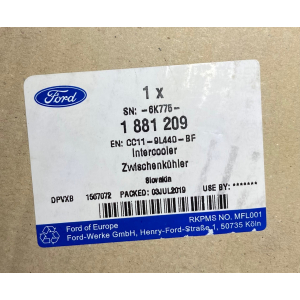 Ford
1 x
SN: -6K775-
1 881 209
EN: CC11-9L440-BF
Intercooler
Zwischenkühler
Slovakia
DPVXB 1567072 PACKED: 03JUL2019 USE BY: *******
RKPMS NO. MFL001
Ford of Europe
Ford-Werke GmbH, Henry-Ford-Straße 1, 50735 Köln